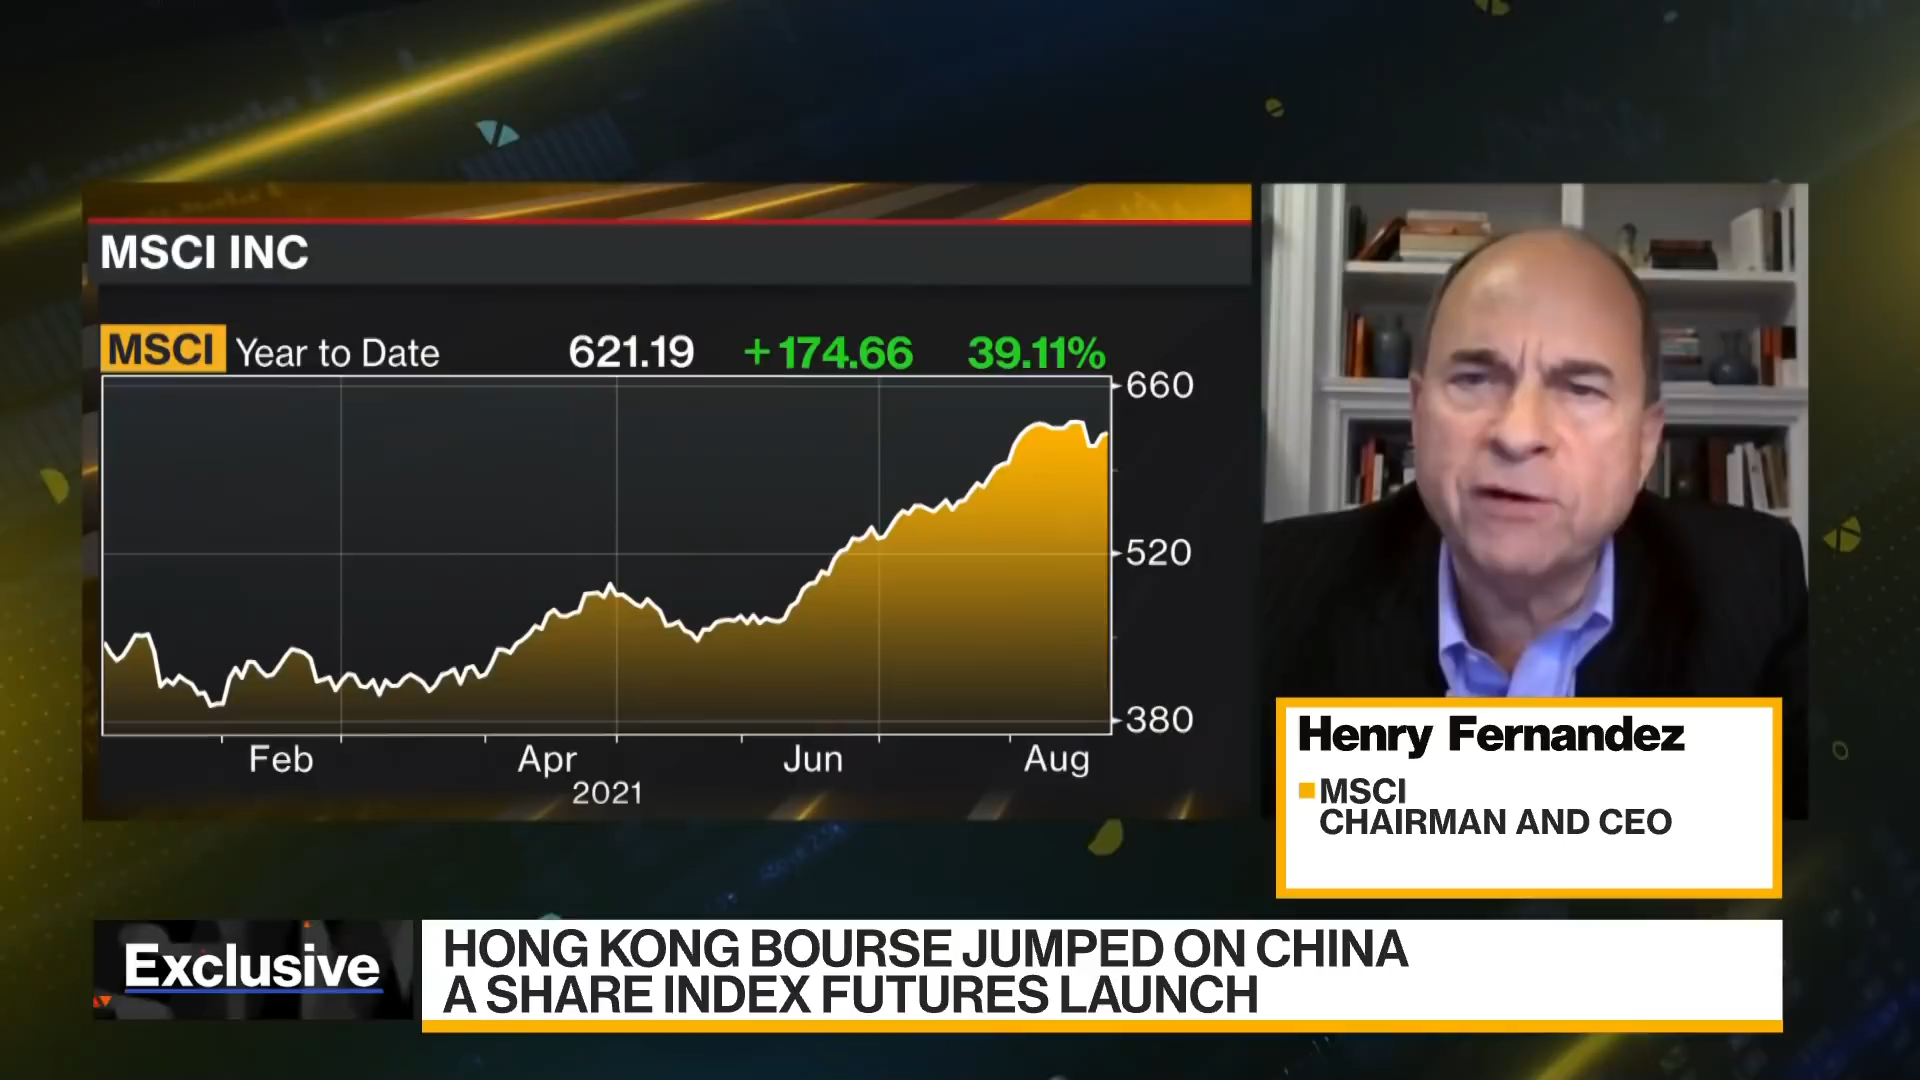 MSCI INC
MSCI Year to Date 621.19 +174.66 39.11%
660
520
380
Feb Apr Jun Aug
2021
Henry Fernandez
MSCI
CHAIRMAN AND CEO
Exclusive
HONG KONG BOURSE JUMPED ON CHINA
A SHARE INDEX FUTURES LAUNCH